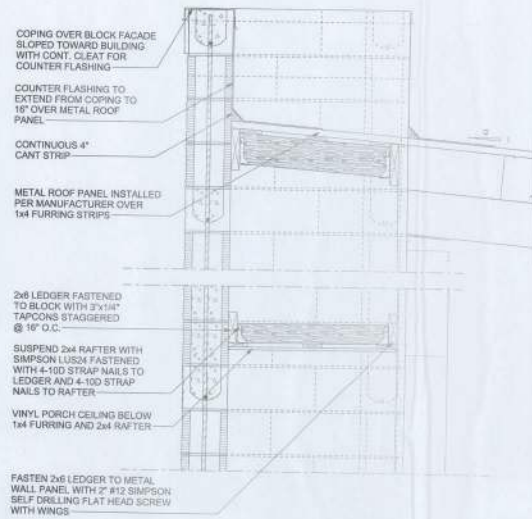 COPING OVER BLOCK FACADE
SLOPED TOWARD BUILDING
WITH CONT. CLEAT FOR
COUNTER FLASHING
COUNTER FLASHING TO
EXTEND FROM COPING TO
16" OVER METAL ROOF
PANEL
CONTINUOUS 4"
CANT STRIP
METAL ROOF PANEL INSTALLED
PER MANUFACTURER OVER
1x4 FURRING STRIPS
2x6 LEDGER FASTENED
TO BLOCK WITH 3"x1/4"
TAPCONS STAGGERED
@ 16" O.C.
SUSPEND 2x4 RAFTER WITH
SIMPSON LUS24 FASTENED
WITH 4-10D STRAP NAILS TO
LEDGER AND 4-10D STRAP
NAILS TO RAFTER
VINYL PORCH CEILING BELOW
1x4 FURRING AND 2x4 RAFTER
FASTEN 2x6 LEDGER TO METAL
WALL PANEL WITH 2" #12 SIMPSON
SELF DRILLING FLAT HEAD SCREW
WITH WINGS